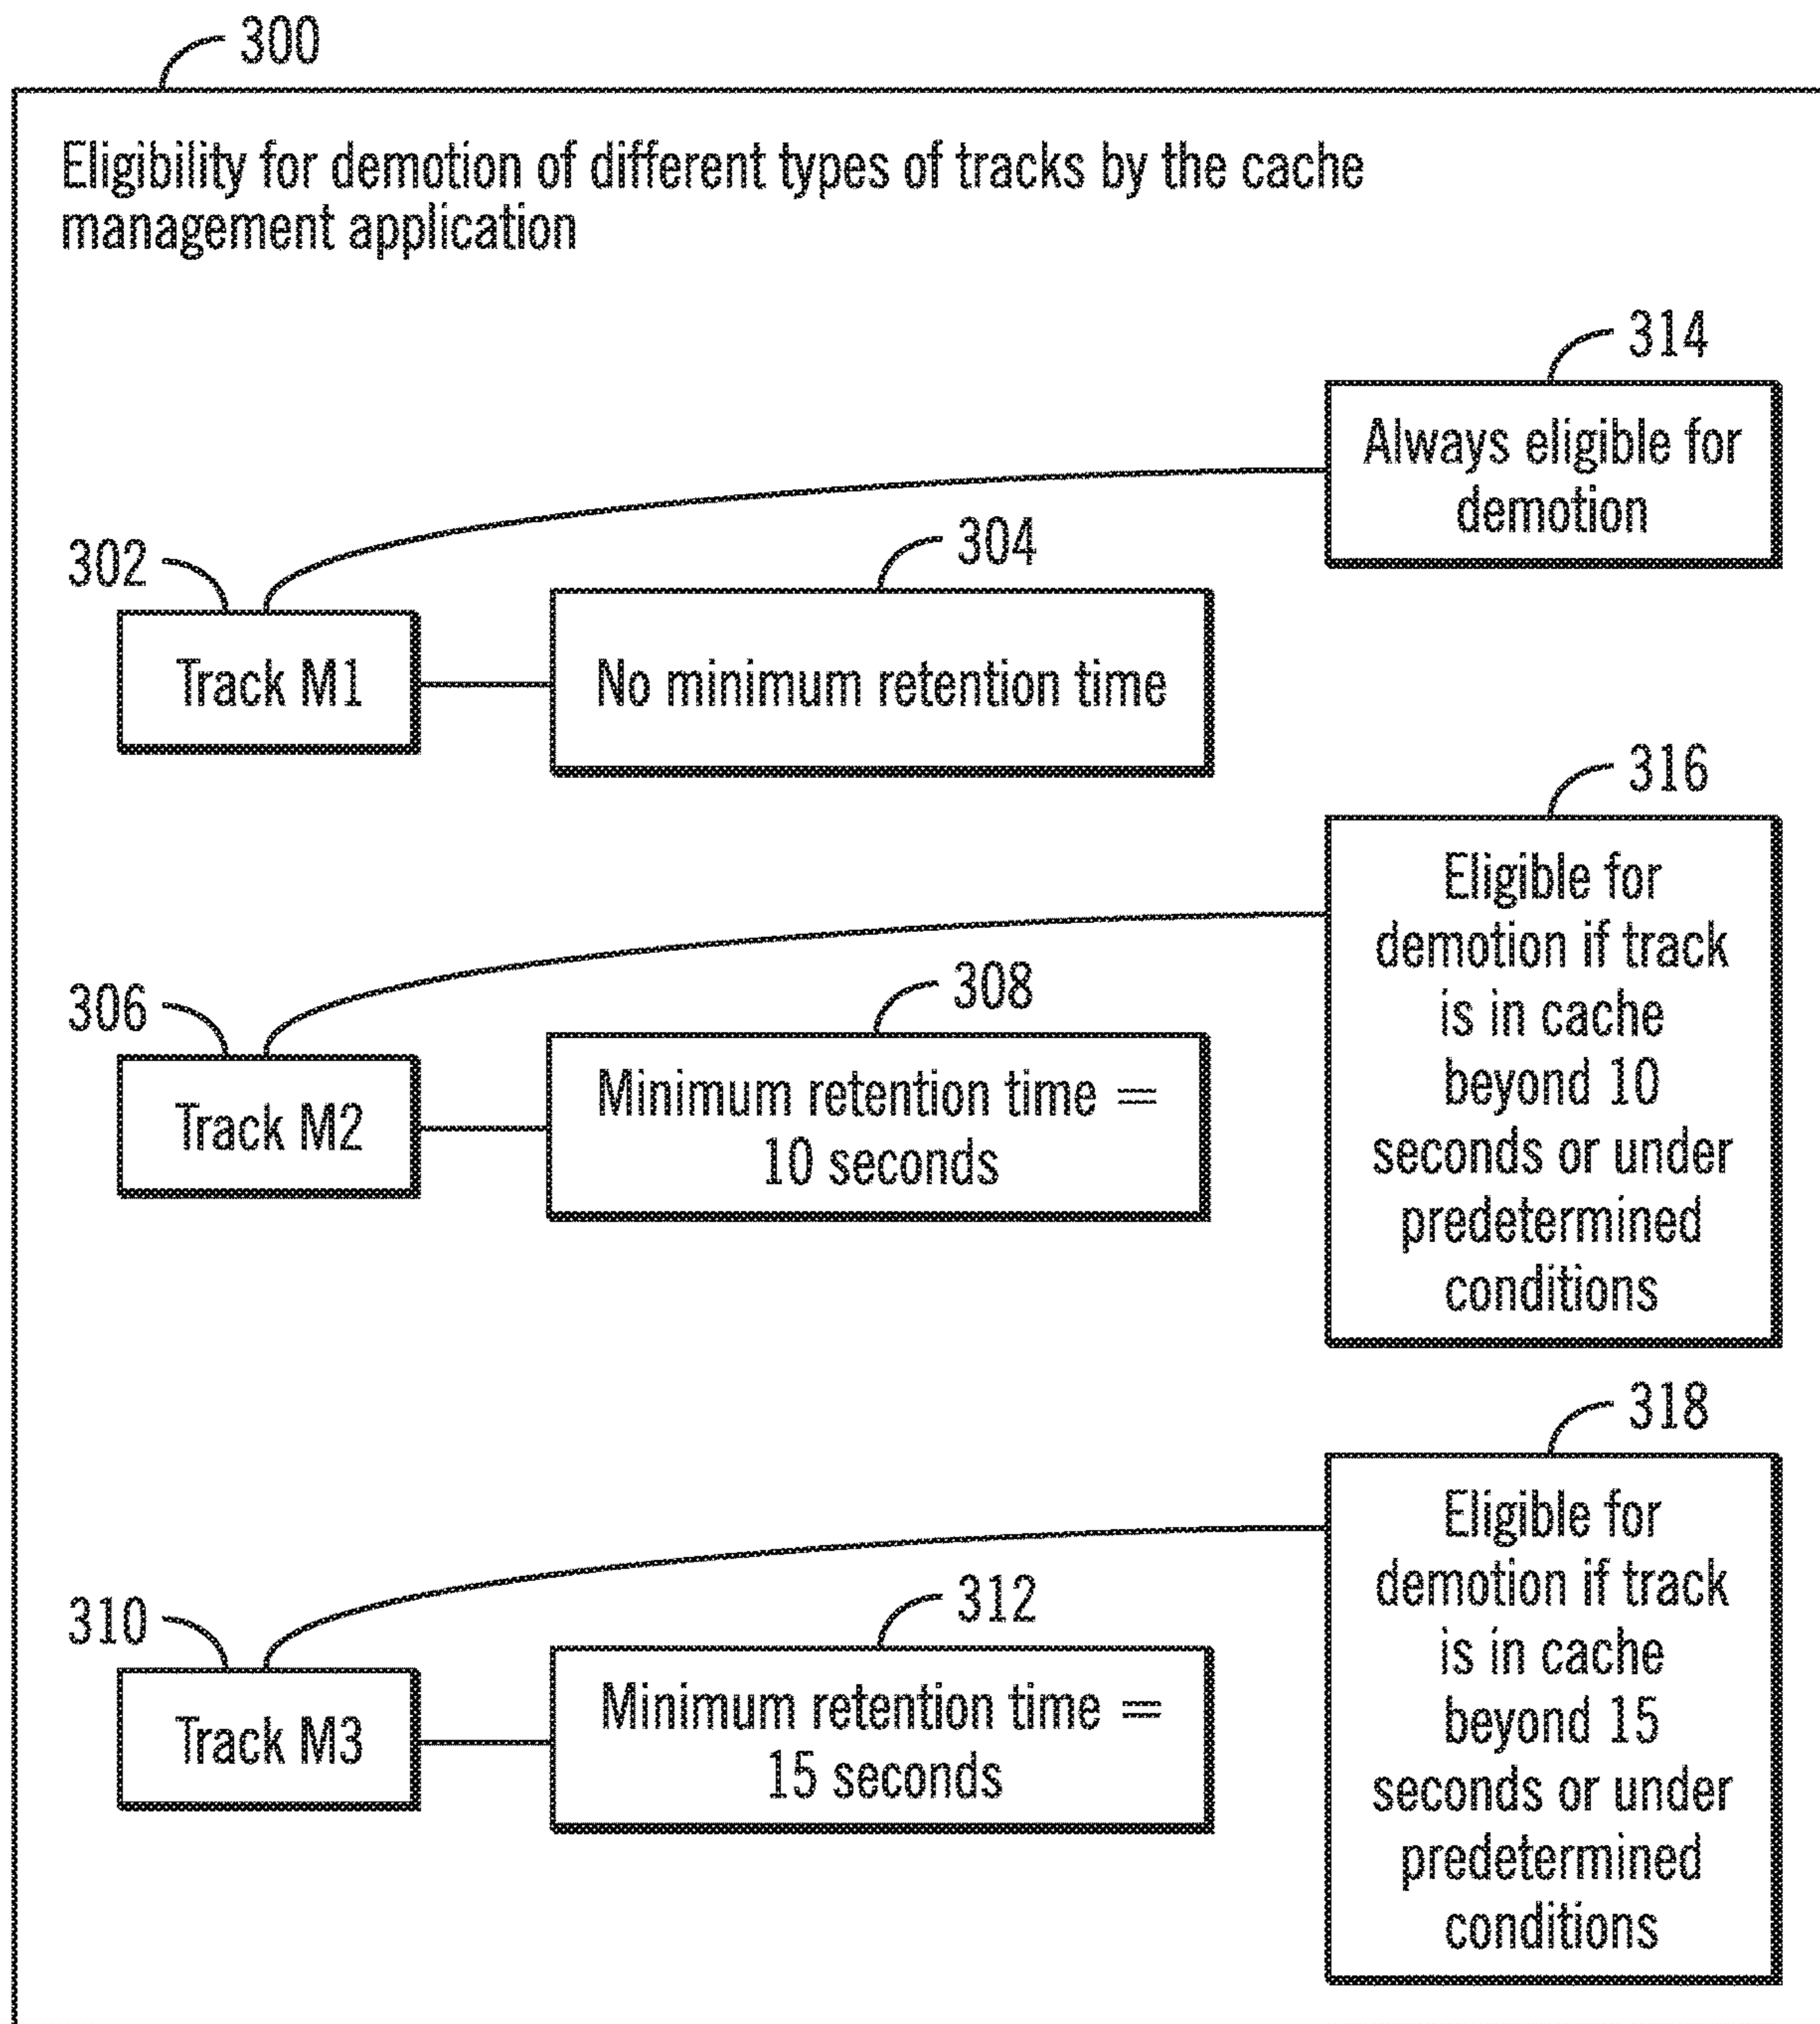 300
Eligibility for demotion of different types of tracks by the cache
management application
314
Always eligible for
demotion
302
304
Track M1
No minimum retention time
316
Eligible for
demotion if track
is in cache
beyond 10
seconds or under
predetermined
conditions
306
308
Track M2
Minimum retention time =
10 seconds
318
Eligible for
demotion if track
is in cache
beyond 15
seconds or under
predetermined
conditions
310
312
Track M3
Minimum retention time =
15 seconds